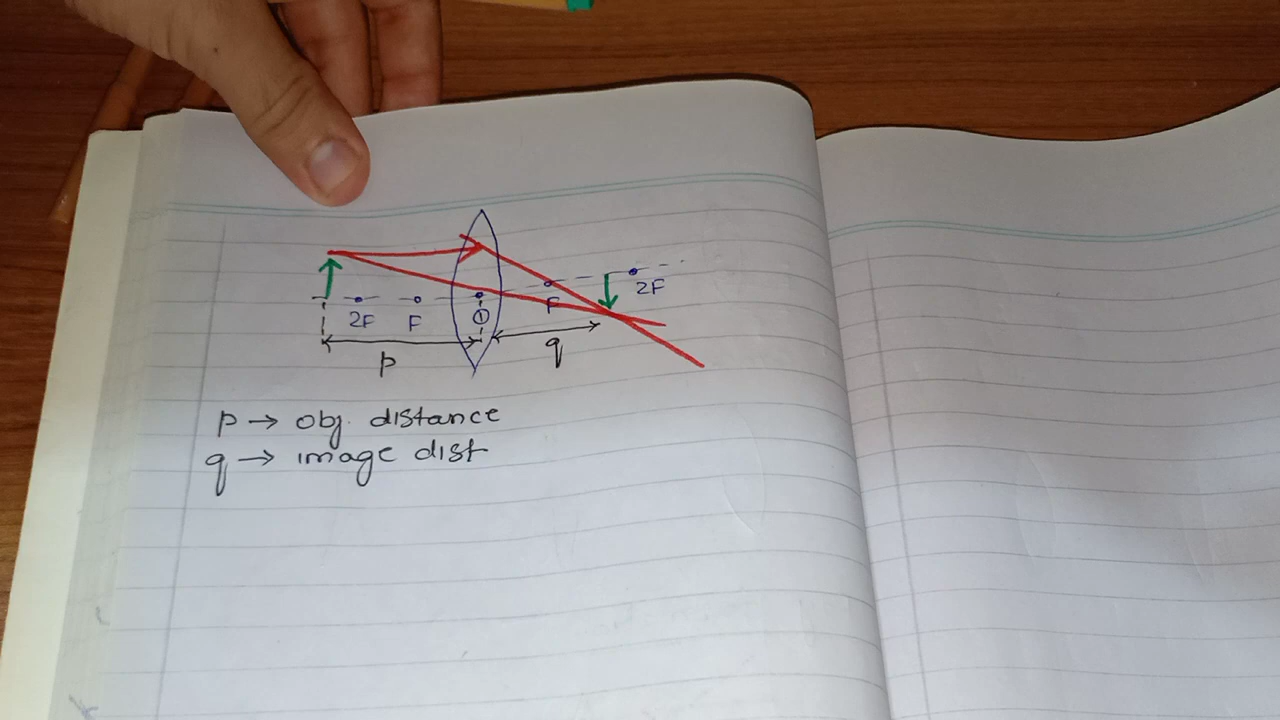 2F F O F 2F
p q
p → obj. distance
q → image dist